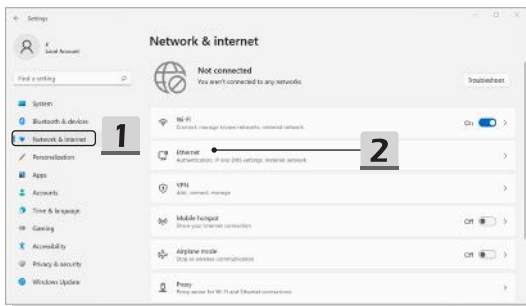 Settings
Network & internet
Local Account
Not connected
You aren't connected to any networks
Troubleshoot
Find a setting
System
Bluetooth & devices
Wi-Fi
Connect, manage known networks, metered network
On
Network & internet
1
Personalization
Ethernet
Authentication, IP and DNS settings, metered network
2
Apps
Accounts
VPN
Add, connect, manage
Time & language
Gaming
Mobile hotspot
Share your internet connection
Off
Accessibility
Privacy & security
Airplane mode
Stop all wireless communication
Off
Windows Update
Proxy
Proxy server for Wi-Fi and Ethernet connections